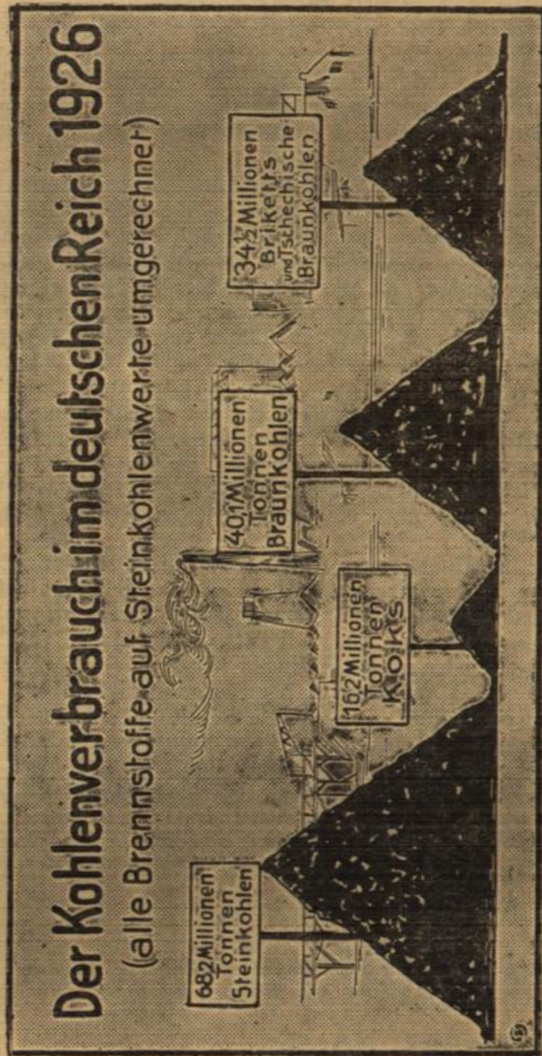 Der Kohlenverbrauch im deutschen Reich 1926
(alle Brennstoffe auf Steinkohlenwerte umgerechnet)
68,2 Millionen
Tonnen
Steinkohlen
16,2 Millionen
Tonnen
Koks
40,1 Millionen
Tonnen
Braunkohlen
34½ Millionen
Briketts
und Tschechische
Braunkohlen